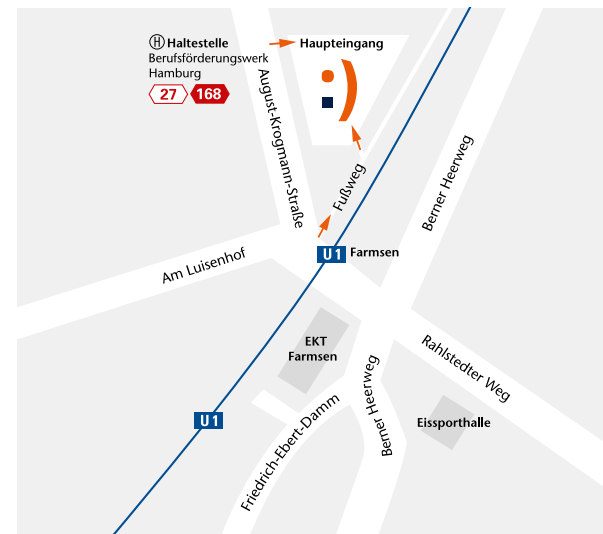 H Haltestelle
Berufsförderungswerk
Hamburg
27 168
Haupteingang
August-Krogmann-Straße
Fußweg
Berner Heerweg
Am Luisenhof
U1 Farmsen
EKT
Farmsen
Rahlstedter Weg
Berner Heerweg
Eissporthalle
U1
Friedrich-Ebert-Damm